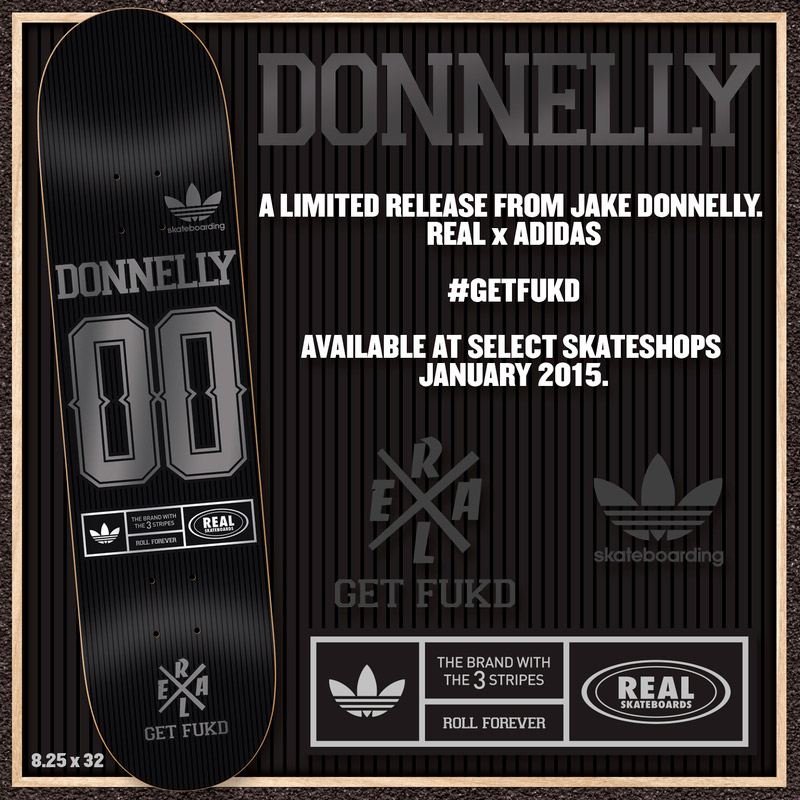 DONNELLY
A LIMITED RELEASE FROM JAKE DONNELLY.
REAL x ADIDAS
#GETFUKD
AVAILABLE AT SELECT SKATESHOPS
JANUARY 2015.
skateboarding
DONNELLY
00
THE BRAND WITH
THE 3 STRIPES
ROLL FOREVER
REAL
SKATEBOARDS
REAL
GET FUKD
8.25 x 32
REAL
GET FUKD
skateboarding
THE BRAND WITH
THE 3 STRIPES
ROLL FOREVER
REAL
SKATEBOARDS